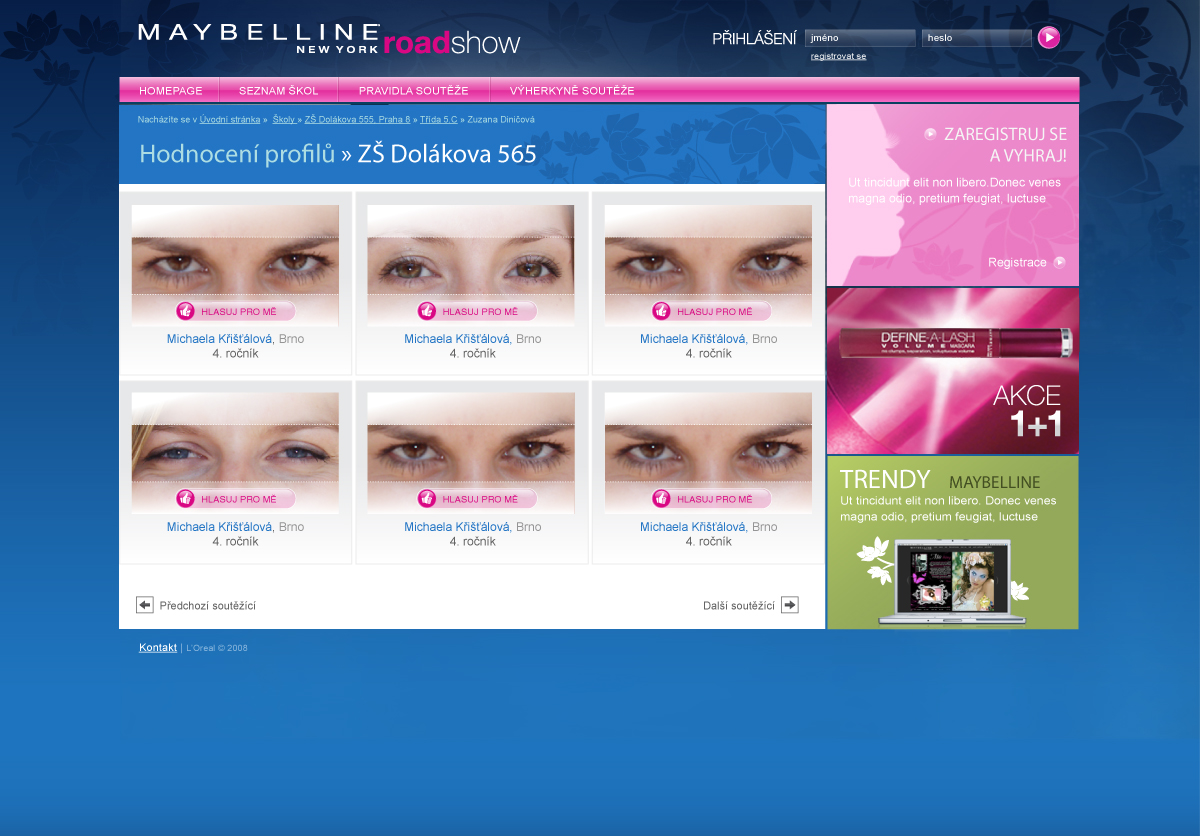 MAYBELLINE
NEW YORK roadshow
PŘIHLÁŠENÍ jméno heslo
registrovat se
HOMEPAGE SEZNAM ŠKOL PRAVIDLA SOUTĚŽE VÝHERKYNĚ SOUTĚŽE
Nacházíte se v Úvodní stránka » Školy » ZŠ Dolákova 555, Praha 8 » Třída 5.C » Zuzana Diničová
Hodnocení profilů » ZŠ Dolákova 565
HLASUJ PRO MĚ HLASUJ PRO MĚ HLASUJ PRO MĚ
Michaela Křišťálová, Brno Michaela Křišťálová, Brno Michaela Křišťálová, Brno
4. ročník 4. ročník 4. ročník
HLASUJ PRO MĚ HLASUJ PRO MĚ HLASUJ PRO MĚ
Michaela Křišťálová, Brno Michaela Křišťálová, Brno Michaela Křišťálová, Brno
4. ročník 4. ročník 4. ročník
Předchozí soutěžící Další soutěžící
ZAREGISTRUJ SE
A VYHRAJ!
Ut tincidunt elit non libero.Donec venes
magna odio, pretium feugiat, luctuse
Registrace
DEFINE-A-LASH
VOLUME MASCARA
no clumps, separation, voluptuous volume
AKCE
1+1
TRENDY MAYBELLINE
Ut tincidunt elit non libero. Donec venes
magna odio, pretium feugiat, luctuse
Kontakt | L'Oreal © 2008